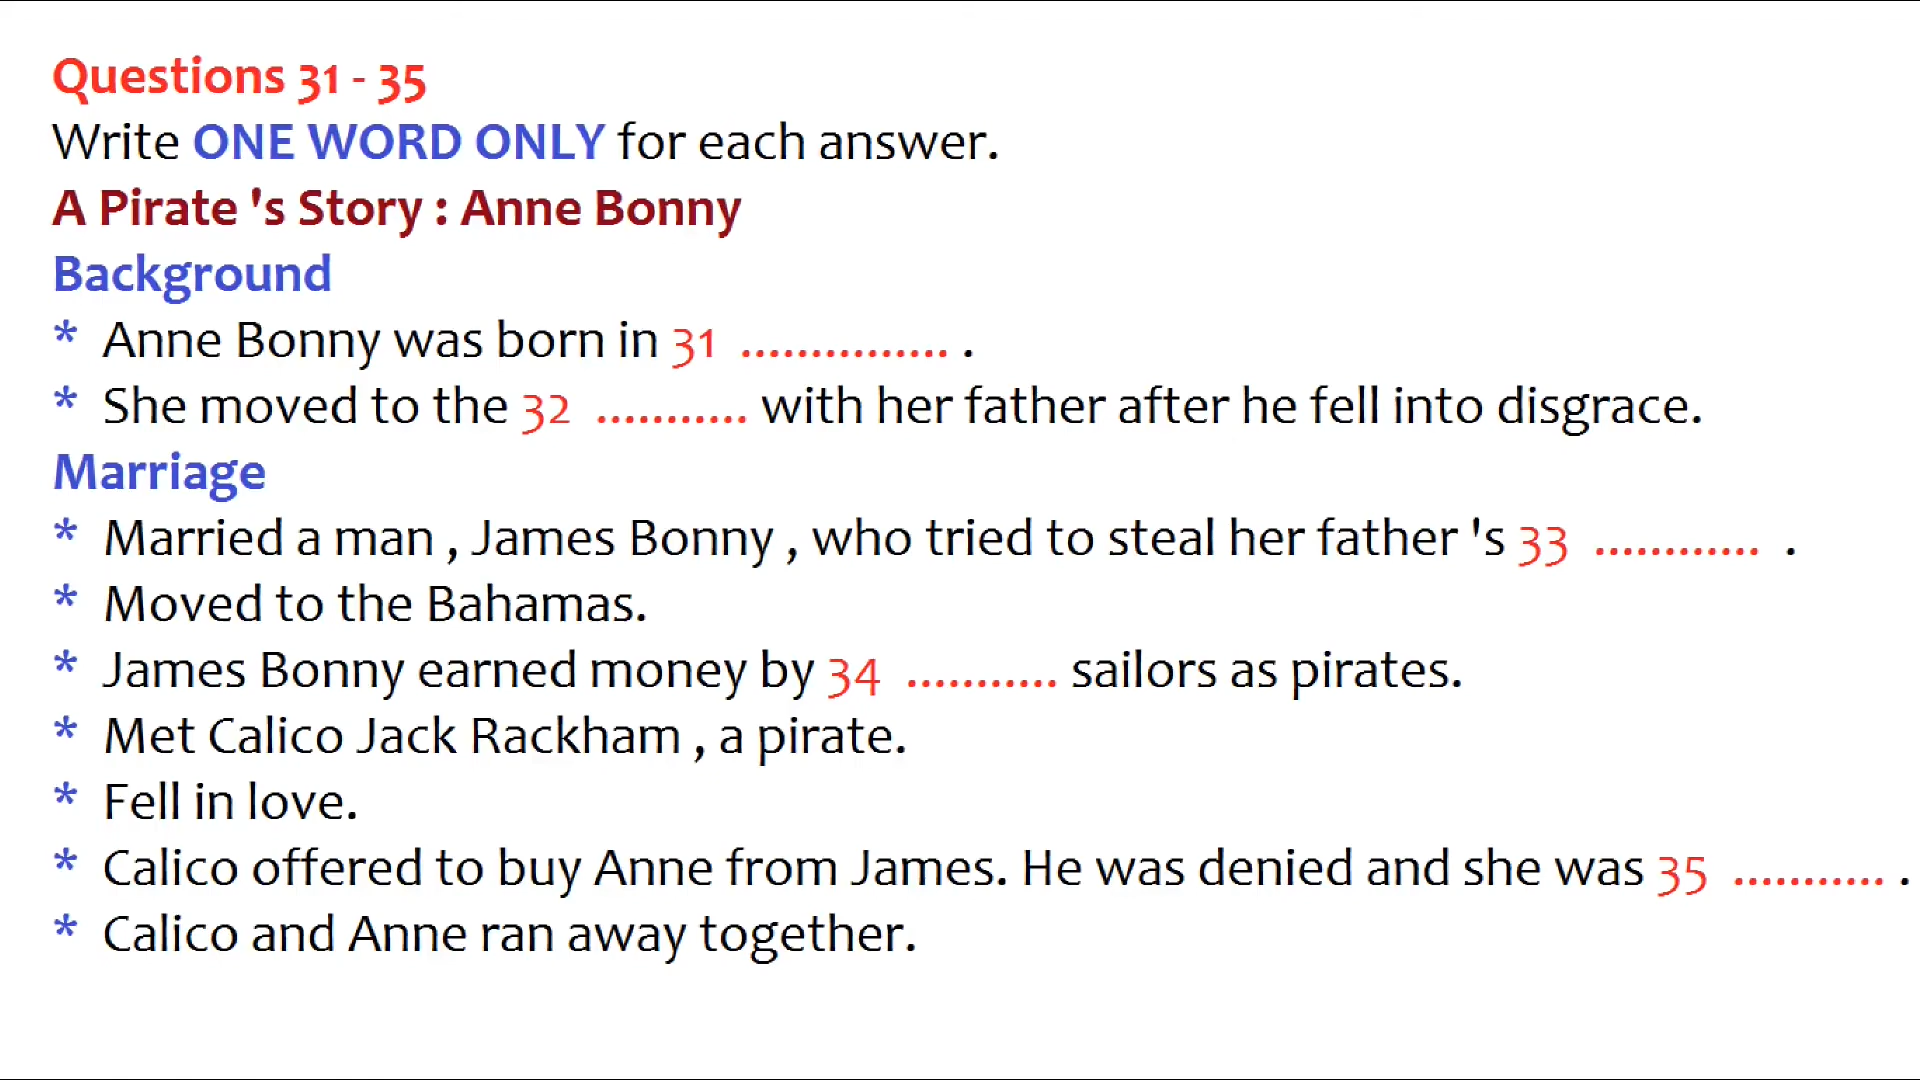 Questions 31 - 35
Write ONE WORD ONLY for each answer.
A Pirate 's Story : Anne Bonny
Background
* Anne Bonny was born in 31 ............... .
* She moved to the 32 ........... with her father after he fell into disgrace.
Marriage
* Married a man , James Bonny , who tried to steal her father 's 33 ............ .
* Moved to the Bahamas.
* James Bonny earned money by 34 ........... sailors as pirates.
* Met Calico Jack Rackham , a pirate.
* Fell in love.
* Calico offered to buy Anne from James. He was denied and she was 35 ........... .
* Calico and Anne ran away together.